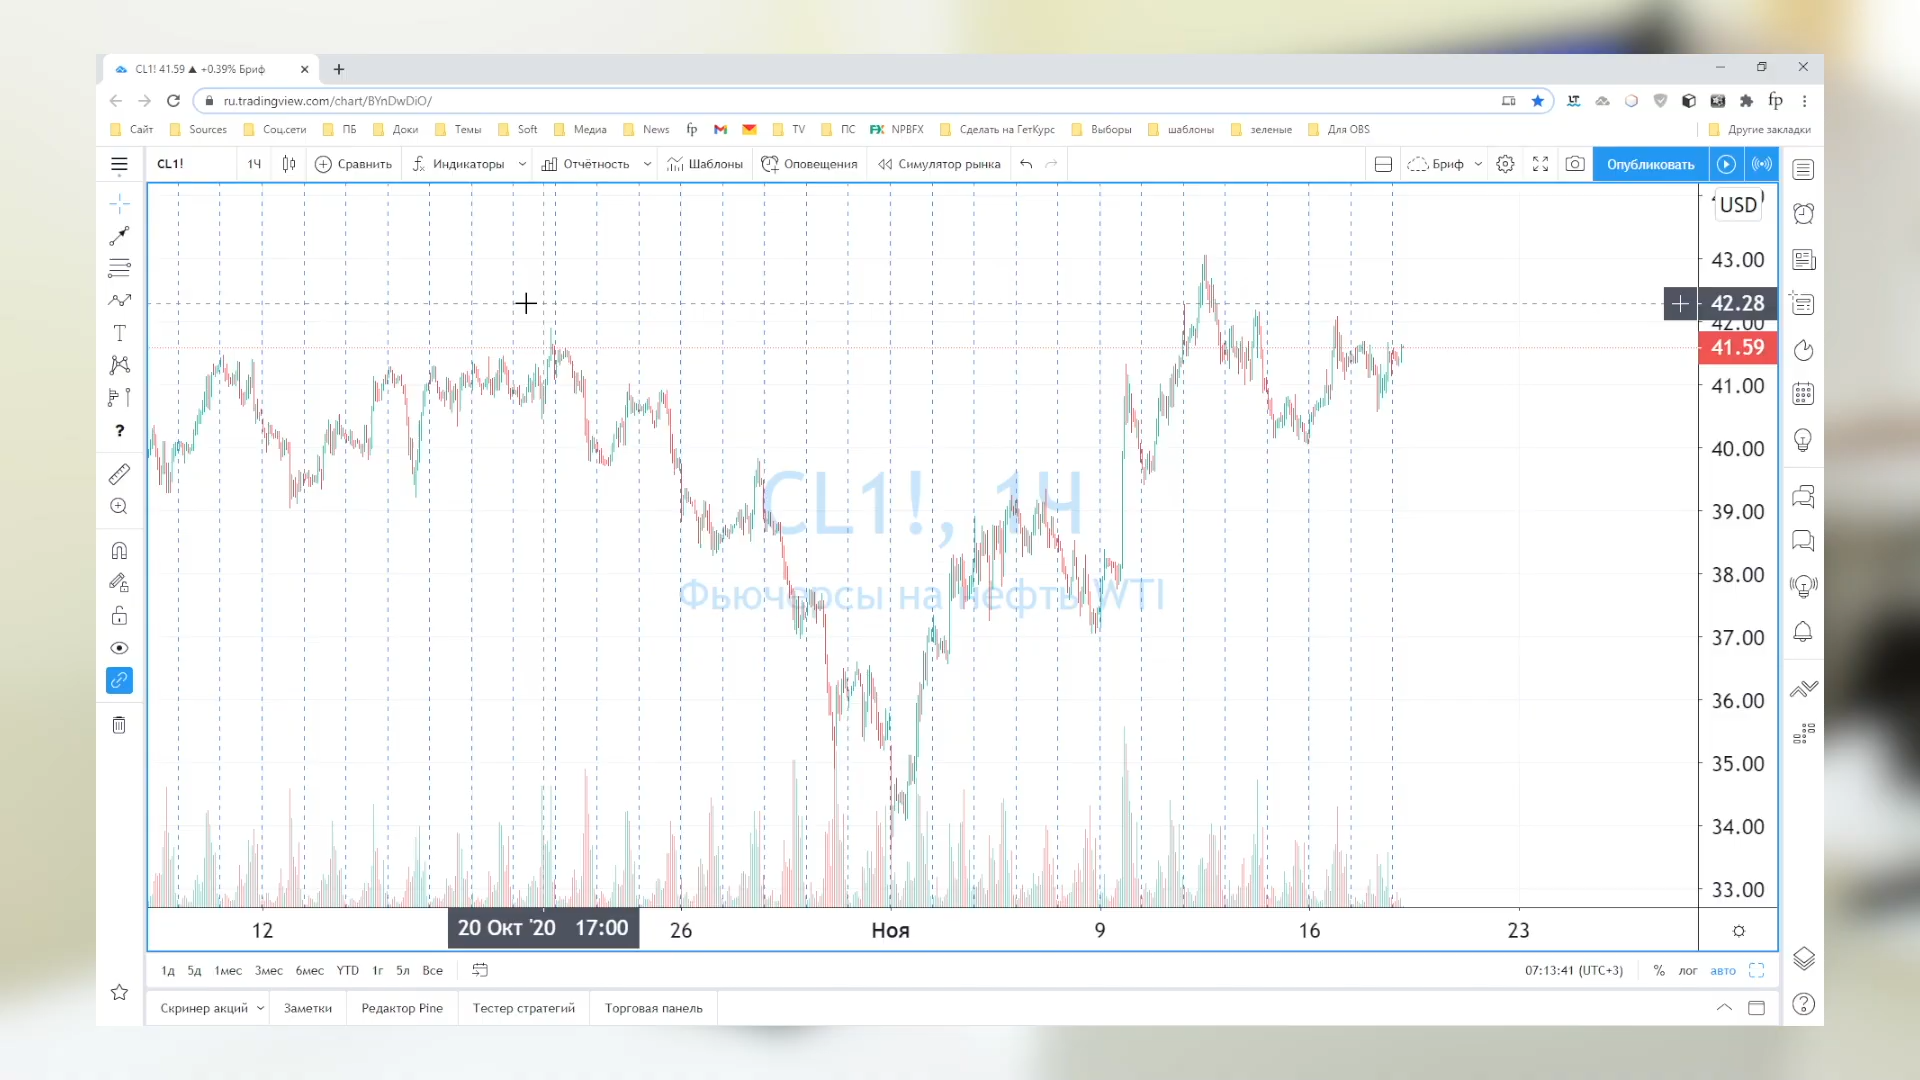 CL1! 41.59 ▲ +0.39% Бриф
ru.tradingview.com/chart/BYnDwDiO/
Сайт Sources Соц.сети ПБ Доки Темы Soft Медиа News fp TV ПС FX NPBFX Сделать на ГетКурс Выборы шаблоны зеленые Для OBS Другие закладки
CL1! 1Ч Сравнить Индикаторы Отчётность Шаблоны Оповещения Симулятор рынка Бриф Опубликовать
USD
43.00
42.28
42.00
41.59
41.00
40.00
39.00
38.00
37.00
36.00
35.00
34.00
33.00
CL1!, 1Ч
Фьючерсы на нефть WTI
12 20 Окт '20 17:00 26 Ноя 9 16 23
1д 5д 1мес 3мес 6мес YTD 1г 5л Все 07:13:41 (UTC+3) % лог авто
Скринер акций Заметки Редактор Pine Тестер стратегий Торговая панель